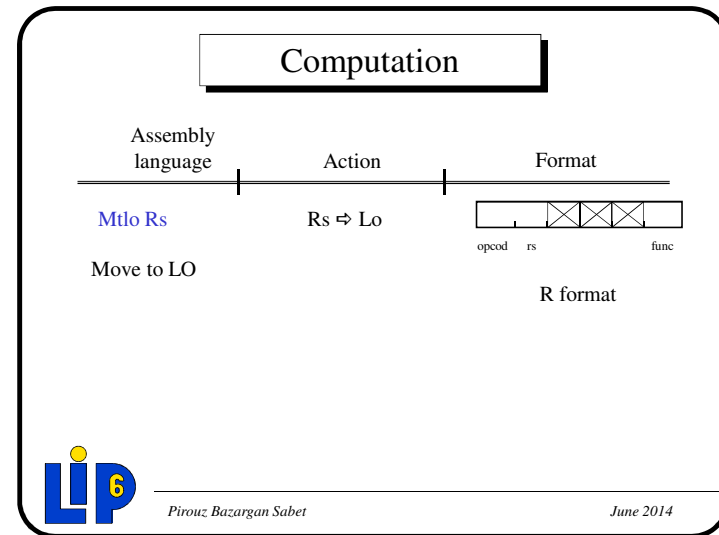 Computation
Assembly
language
Action
Format
Mtlo Rs
Rs ⇨ Lo
opcod rs func
Move to LO
R format
LIP6
Pirouz Bazargan Sabet
June 2014